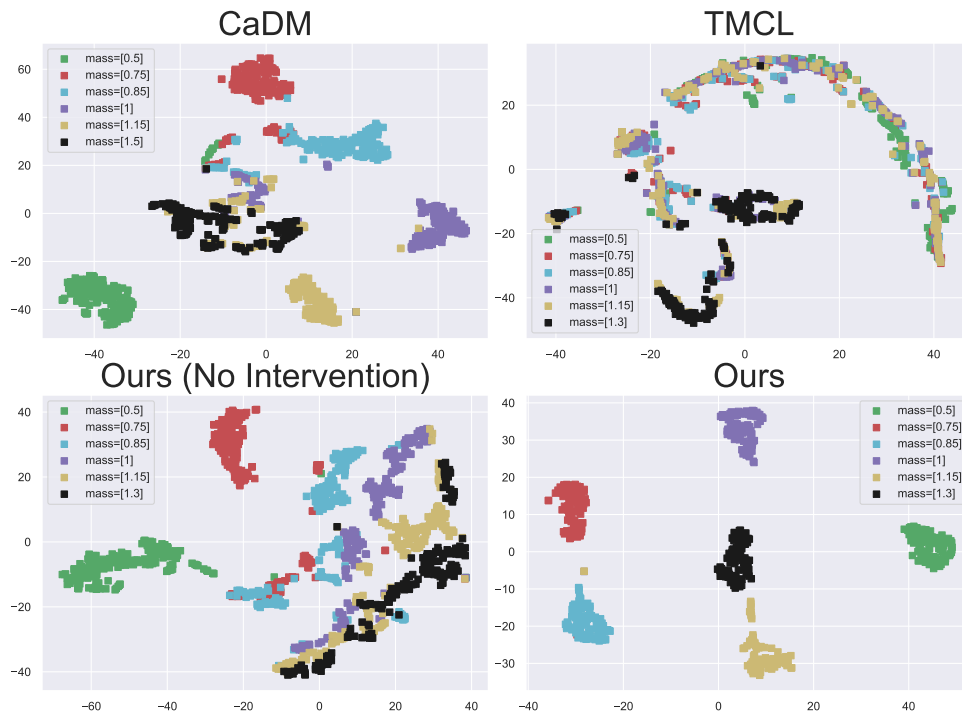 CaDM
mass=[0.5]
mass=[0.75]
mass=[0.85]
mass=[1]
mass=[1.15]
mass=[1.5]
60
40
20
0
−20
−40
−40
−20
0
20
40
TMCL
20
0
−20
−40
mass=[0.5]
mass=[0.75]
mass=[0.85]
mass=[1]
mass=[1.15]
mass=[1.3]
−40
−20
0
20
40
Ours (No Intervention)
mass=[0.5]
mass=[0.75]
mass=[0.85]
mass=[1]
mass=[1.15]
mass=[1.3]
40
20
0
−20
−40
−60
−40
−20
0
20
40
Ours
mass=[0.5]
mass=[0.75]
mass=[0.85]
mass=[1]
mass=[1.15]
mass=[1.3]
40
30
20
10
0
−10
−20
−30
−40
−20
0
20
40